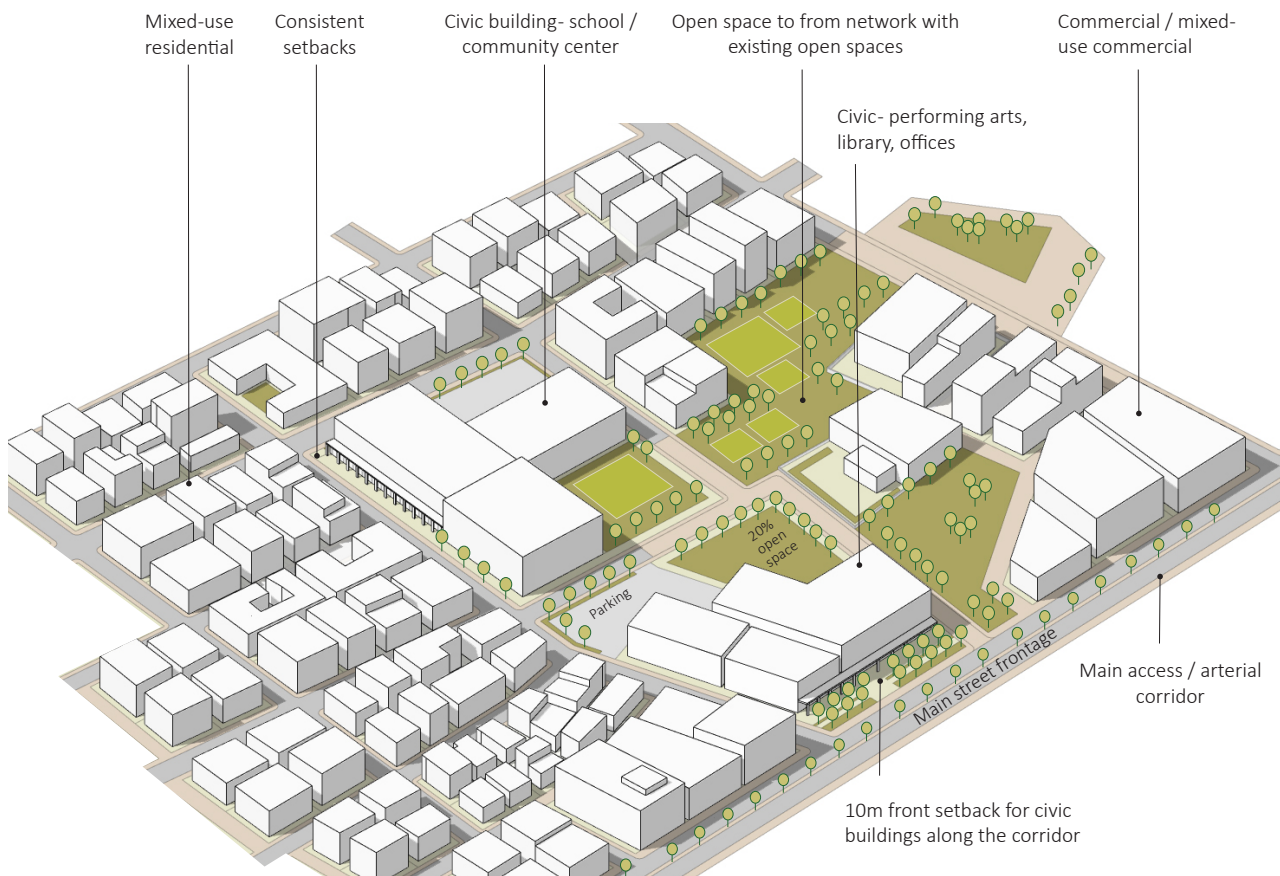 Mixed-use
residential
Consistent
setbacks
Civic building- school /
community center
Open space to from network with
existing open spaces
Commercial / mixed-
use commercial
Civic- performing arts,
library, offices
20%
open
space
Parking
Main street frontage
Main access / arterial
corridor
10m front setback for civic
buildings along the corridor